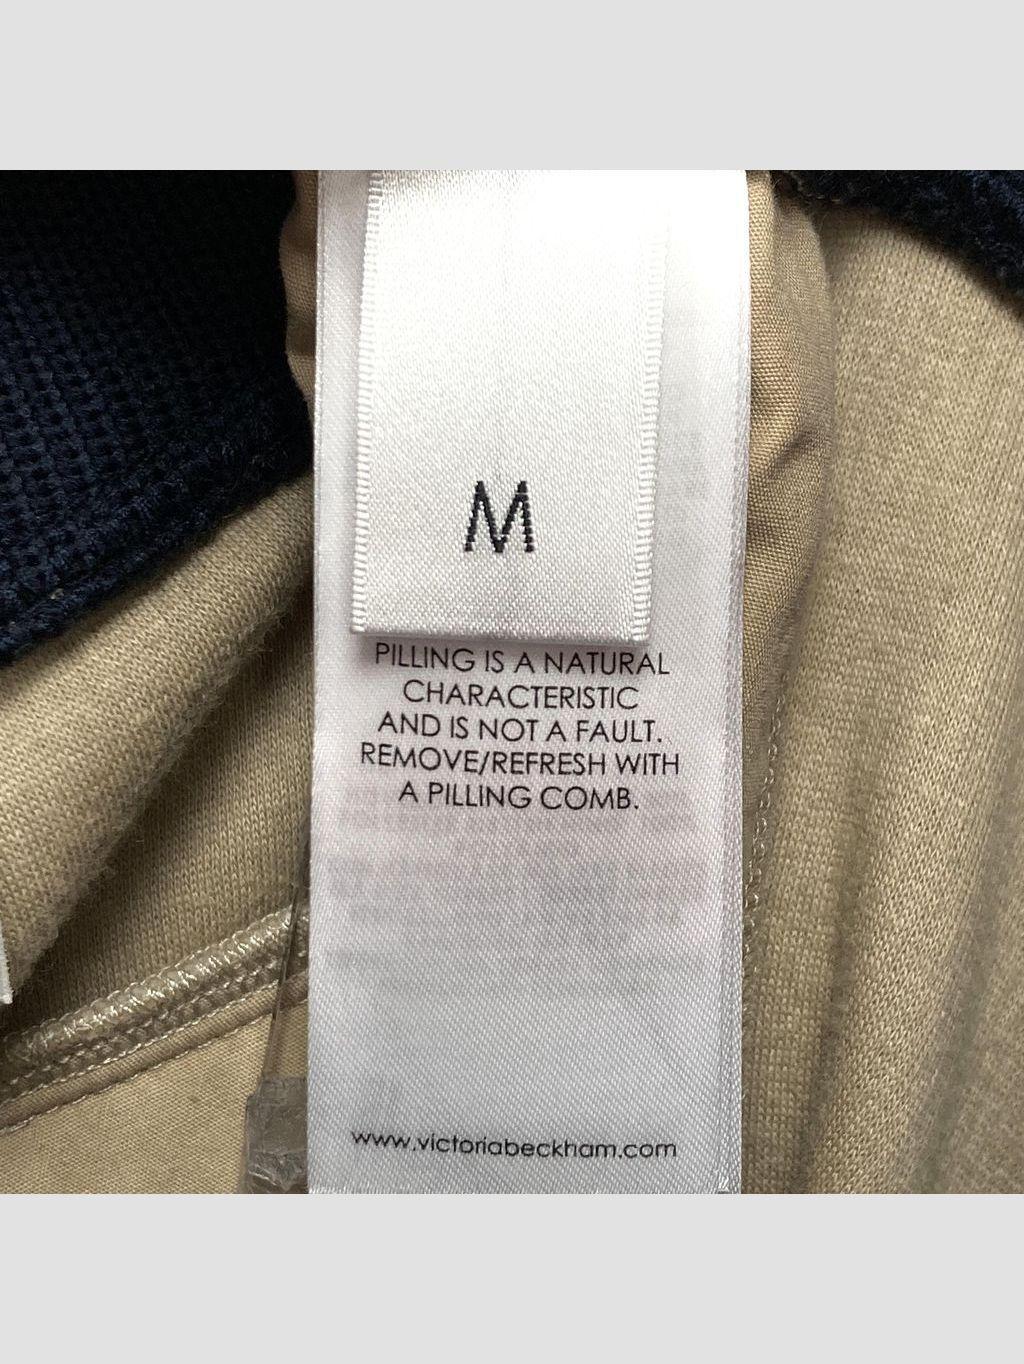 M
PILLING IS A NATURAL
CHARACTERISTIC
AND IS NOT A FAULT.
REMOVE/REFRESH WITH
A PILLING COMB.
www.victoriabeckham.com